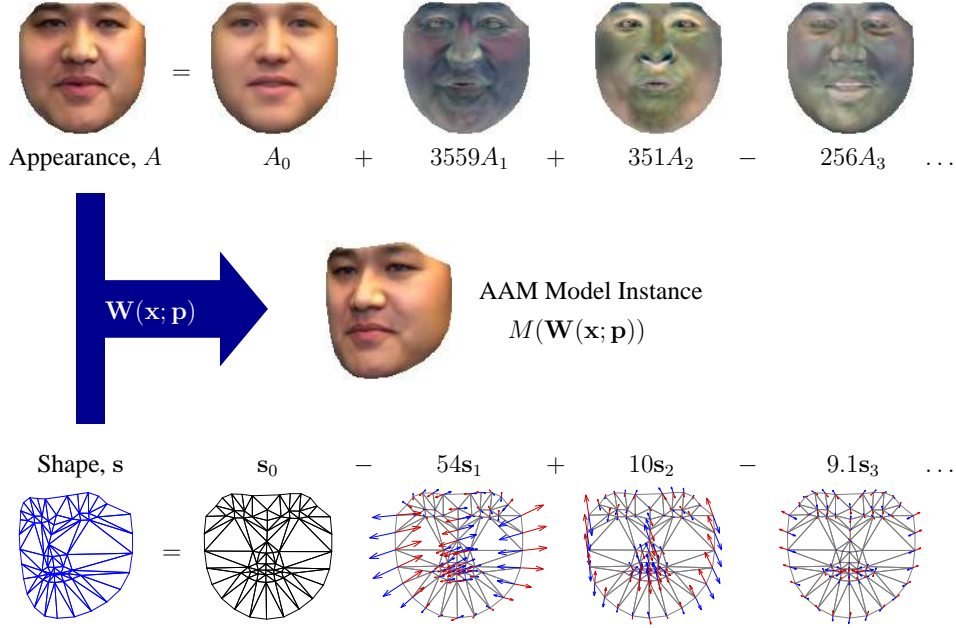 =
Appearance, A A₀ + 3559A₁ + 351A₂ − 256A₃ …
W(x; p)
AAM Model Instance
M(W(x; p))
Shape, s s₀ − 54s₁ + 10s₂ − 9.1s₃ …
=